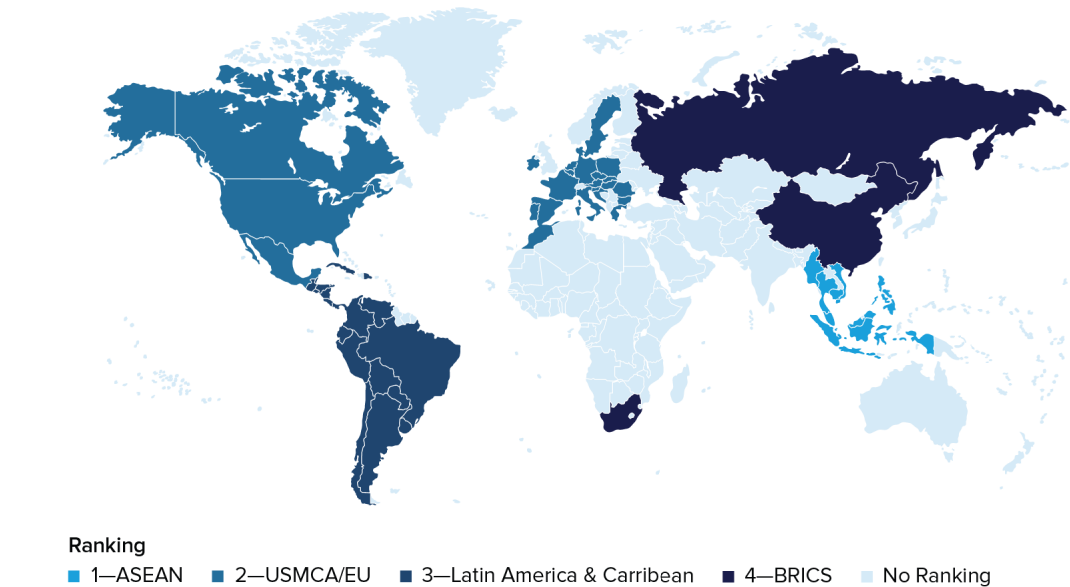 Ranking
1—ASEAN 2—USMCA/EU 3—Latin America & Carribean 4—BRICS No Ranking